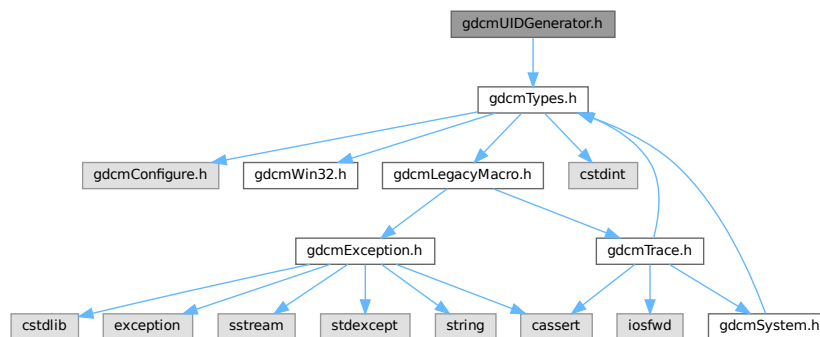 gdcmUIDGenerator.h
gdcmTypes.h
gdcmConfigure.h
gdcmWin32.h
gdcmLegacyMacro.h
cstdint
gdcmException.h
gdcmTrace.h
cstdlib
exception
sstream
stdexcept
string
cassert
iosfwd
gdcmSystem.h